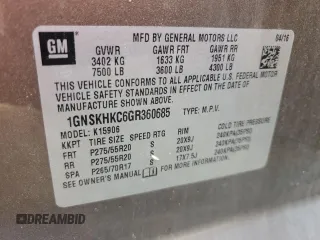 GM
MFD BY GENERAL MOTORS LLC 04/16
GVWR GAWR FRT GAWR RR
3402 KG 1633 KG 1951 KG
7500 LB 3600 LB 4300 LB
THIS VEHICLE CONFORMS TO ALL APPLICABLE U.S. FEDERAL
MOTOR VEHICLE SAFETY STANDARDS IN EFFECT ON THE DATE OF
MANUFACTURE SHOWN ABOVE.
1GNSKHKC6GR360685 TYPE: M.P.V.
K15906
KKPT TIRE SIZE SPEED RTG RIM COLD TIRE PRESSURE
FRT P275/55R20 S 20X9J
RR P275/55R20 S 20X9J
SPA P265/70R17 S 17X7.5J
SEE OWNER'S MANUAL FOR MORE INFORMATION.
DREAMBID